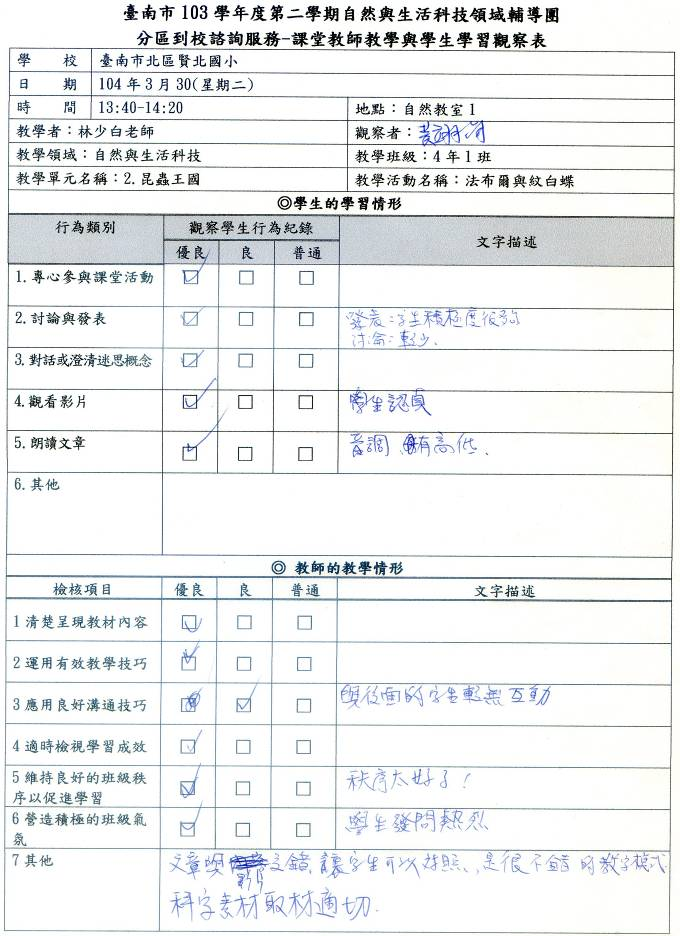 臺南市 103 學年度第二學期自然與生活科技領域輔導團
分區到校諮詢服務-課堂教師教學與學生學習觀察表
學 校 臺南市北區賢北國小
日 期 104 年 3 月 30(星期二)
時 間 13:40-14:20 地點：自然教室 1
教學者：林少白老師 觀察者：
教學領域：自然與生活科技 教學班級：4 年 1 班
教學單元名稱：2.昆蟲王國 教學活動名稱：法布爾與紋白蝶
◎學生的學習情形
行為類別 觀察學生行為紀錄 文字描述
優良 良 普通
1.專心參與課堂活動
2.討論與發表 發表：學生積極度很夠
討論：較少.
3.對話或澄清迷思概念
4.觀看影片 學生認真
5.朗讀文章 音調 有高低.
6.其他
◎ 教師的教學情形
檢核項目 優良 良 普通 文字描述
1 清楚呈現教材內容
2 運用有效教學技巧
3 應用良好溝通技巧 與後面的學生較無互動
4 適時檢視學習成效
5 維持良好的班級秩 秩序太好了！
序以促進學習
6 營造積極的班級氣 學生發問熱烈
氛
7 其他 文章與 交錯,讓學生可以對照,是很不錯的教學模式
科學素材取材適切.